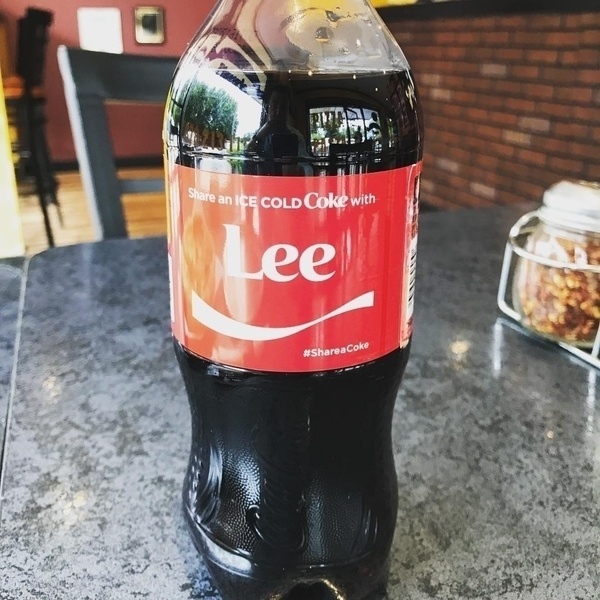 Share an ICE COLD Coke with
Lee
#ShareaCoke